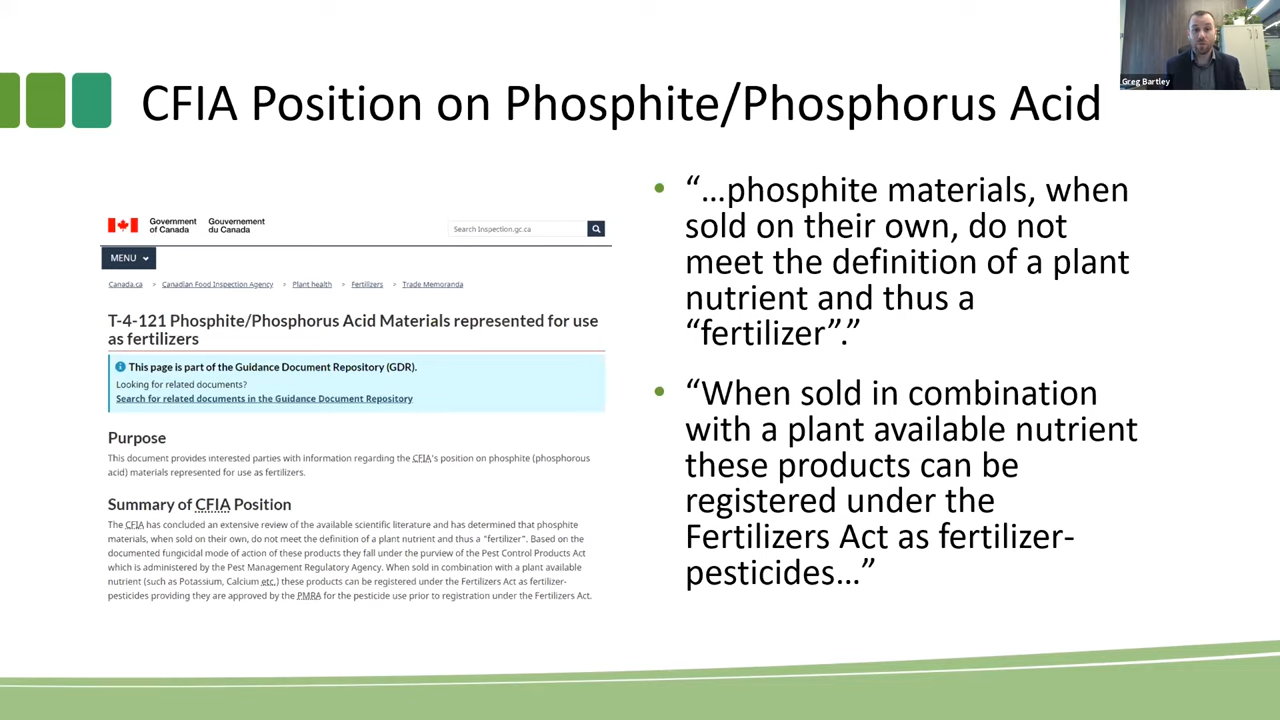 Greg Bartley
CFIA Position on Phosphite/Phosphorus Acid
Government
of Canada
Gouvernement
du Canada
Search Inspection.gc.ca
MENU
Canada.ca > Canadian Food Inspection Agency > Plant health > Fertilizers > Trade Memoranda
T-4-121 Phosphite/Phosphorus Acid Materials represented for use
as fertilizers
This page is part of the Guidance Document Repository (GDR).
Looking for related documents?
Search for related documents in the Guidance Document Repository
Purpose
This document provides interested parties with information regarding the CFIA's position on phosphite (phosphorous
acid) materials represented for use as fertilizers.
Summary of CFIA Position
The CFIA has concluded an extensive review of the available scientific literature and has determined that phosphite
materials, when sold on their own, do not meet the definition of a plant nutrient and thus a "fertilizer". Based on the
documented fungicidal mode of action of these products they fall under the purview of the Pest Control Products Act
which is administered by the Pest Management Regulatory Agency. When sold in combination with a plant available
nutrient (such as Potassium, Calcium etc.) these products can be registered under the Fertilizers Act as fertilizer-
pesticides providing they are approved by the PMRA for the pesticide use prior to registration under the Fertilizers Act.
• “…phosphite materials, when
sold on their own, do not
meet the definition of a plant
nutrient and thus a
“fertilizer”.”
• “When sold in combination
with a plant available nutrient
these products can be
registered under the
Fertilizers Act as fertilizer-
pesticides…”